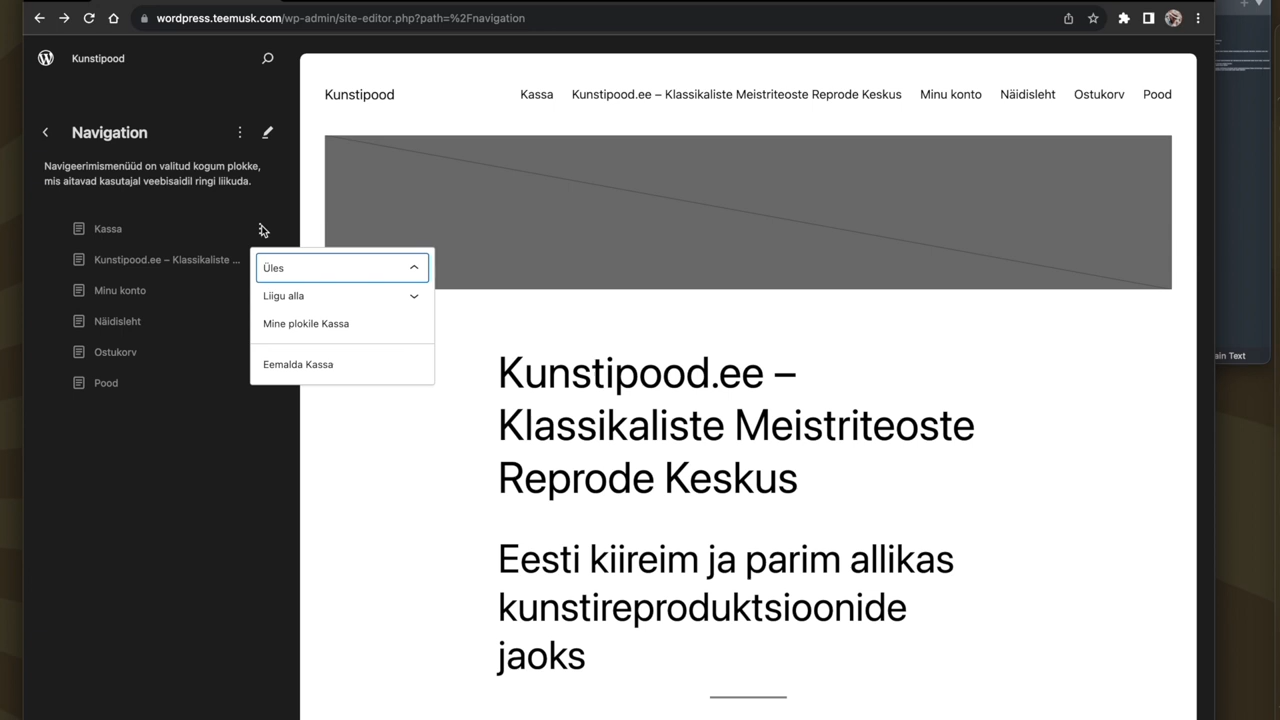 wordpress.teemusk.com/wp-admin/site-editor.php?path=%2Fnavigation
Kunstipood
Navigation
Navigeerimismenüüd on valitud kogum plokke,
mis aitavad kasutajal veebisaidil ringi liikuda.
Kassa
Kunstipood.ee – Klassikaliste ...
Minu konto
Näidisleht
Ostukorv
Pood
Üles
Liigu alla
Mine plokile Kassa
Eemalda Kassa
Kunstipood
Kassa Kunstipood.ee – Klassikaliste Meistriteoste Reprode Keskus Minu konto Näidisleht Ostukorv Pood
Kunstipood.ee –
Klassikaliste Meistriteoste
Reprode Keskus
Eesti kiireim ja parim allikas
kunstireproduktsioonide
jaoks
ain Text